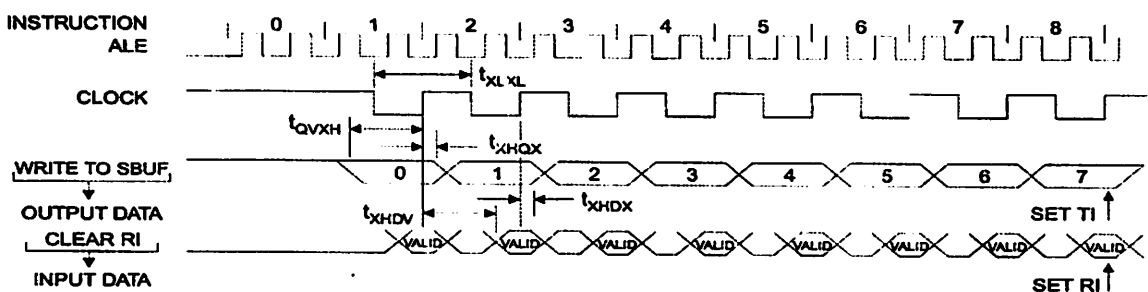 INSTRUCTION 0 1 2 3 4 5 6 7 8
ALE
tXLXL
CLOCK
tQVXH
tXHQX
WRITE TO SBUF 0 1 2 3 4 5 6 7
tXHDX
OUTPUT DATA tXHDV SET TI
CLEAR RI VALID VALID VALID VALID VALID VALID VALID VALID
INPUT DATA SET RI